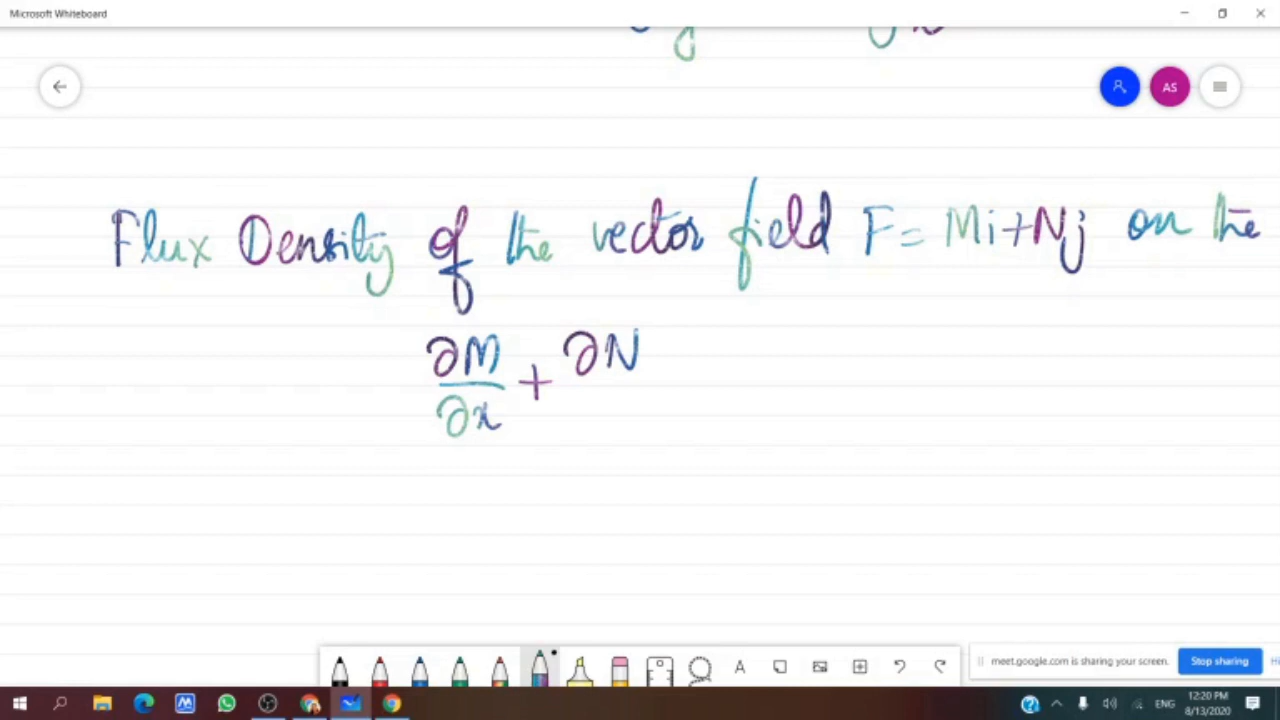 Microsoft Whiteboard
AS
Flux Density of the vector field F = Mi+Nj on the
∂M/∂x + ∂N
A
meet.google.com is sharing your screen.
Stop sharing
Hi
ENG
12:20 PM
8/13/2020